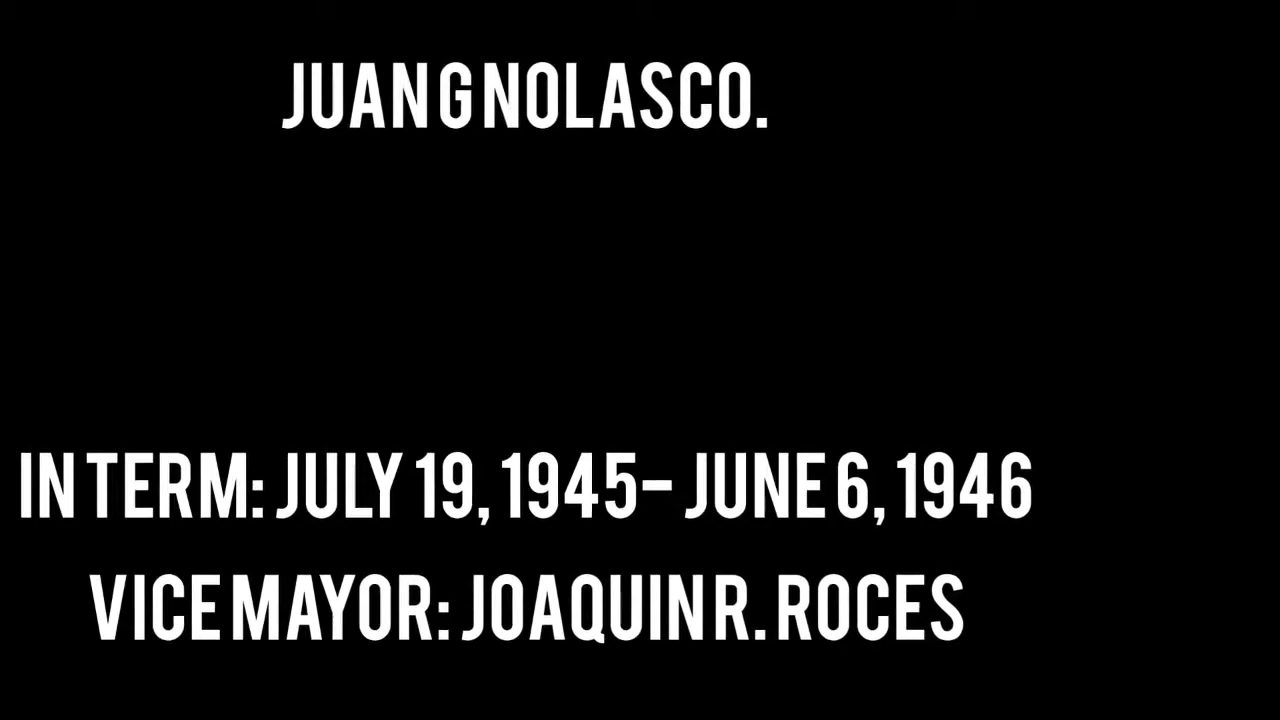 JUAN G NOLASCO.
IN TERM: JULY 19, 1945- JUNE 6, 1946
VICE MAYOR: JOAQUIN R. ROCES